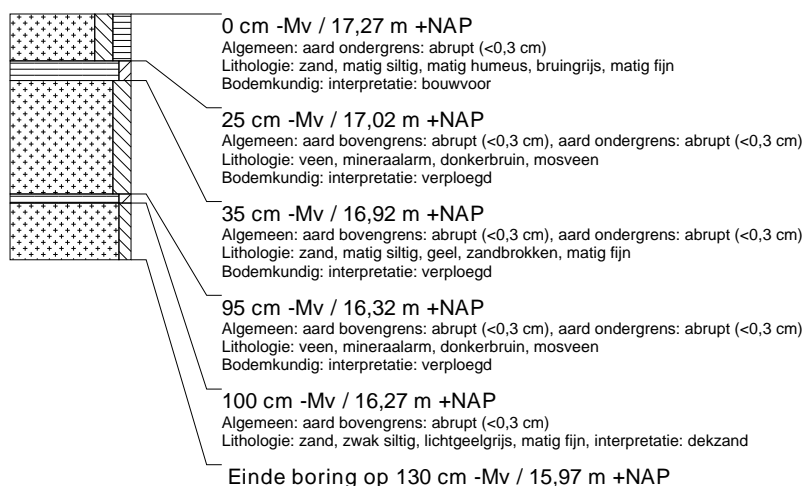 0 cm -Mv / 17,27 m +NAP
Algemeen: aard ondergrens: abrupt (<0,3 cm)
Lithologie: zand, matig siltig, matig humeus, bruingrijs, matig fijn
Bodemkundig: interpretatie: bouwvoor
25 cm -Mv / 17,02 m +NAP
Algemeen: aard bovengrens: abrupt (<0,3 cm), aard ondergrens: abrupt (<0,3 cm)
Lithologie: veen, mineraalarm, donkerbruin, mosveen
Bodemkundig: interpretatie: verploegd
35 cm -Mv / 16,92 m +NAP
Algemeen: aard bovengrens: abrupt (<0,3 cm), aard ondergrens: abrupt (<0,3 cm)
Lithologie: zand, matig siltig, geel, zandbrokken, matig fijn
Bodemkundig: interpretatie: verploegd
95 cm -Mv / 16,32 m +NAP
Algemeen: aard bovengrens: abrupt (<0,3 cm), aard ondergrens: abrupt (<0,3 cm)
Lithologie: veen, mineraalarm, donkerbruin, mosveen
Bodemkundig: interpretatie: verploegd
100 cm -Mv / 16,27 m +NAP
Algemeen: aard bovengrens: abrupt (<0,3 cm)
Lithologie: zand, zwak siltig, lichtgeelgrijs, matig fijn, interpretatie: dekzand
Einde boring op 130 cm -Mv / 15,97 m +NAP